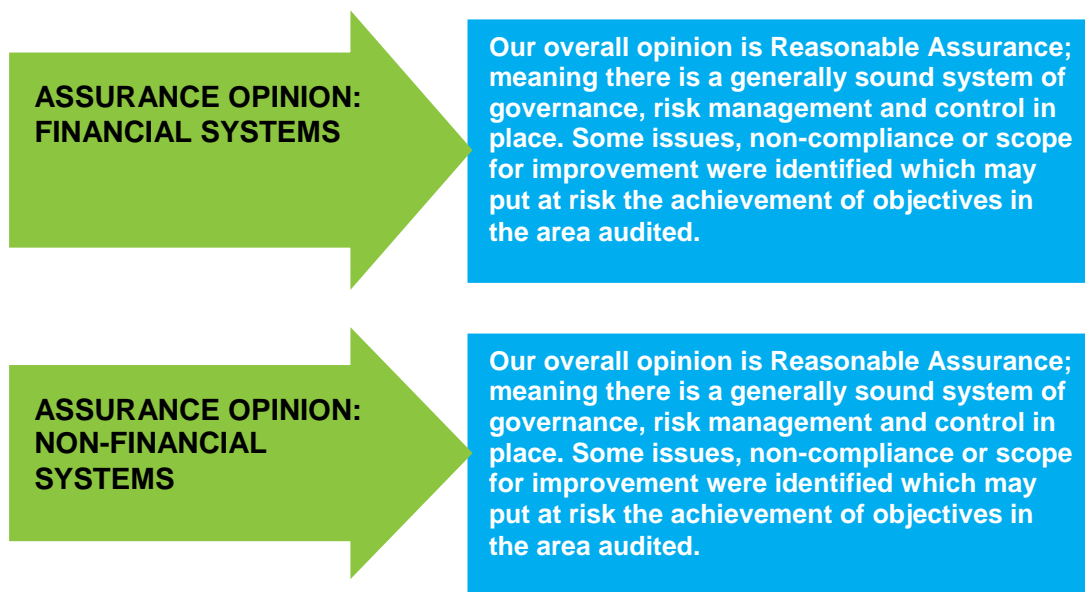 ASSURANCE OPINION:
FINANCIAL SYSTEMS
Our overall opinion is Reasonable Assurance;
meaning there is a generally sound system of
governance, risk management and control in
place. Some issues, non-compliance or scope
for improvement were identified which may
put at risk the achievement of objectives in
the area audited.
ASSURANCE OPINION:
NON-FINANCIAL
SYSTEMS
Our overall opinion is Reasonable Assurance;
meaning there is a generally sound system of
governance, risk management and control in
place. Some issues, non-compliance or scope
for improvement were identified which may
put at risk the achievement of objectives in
the area audited.